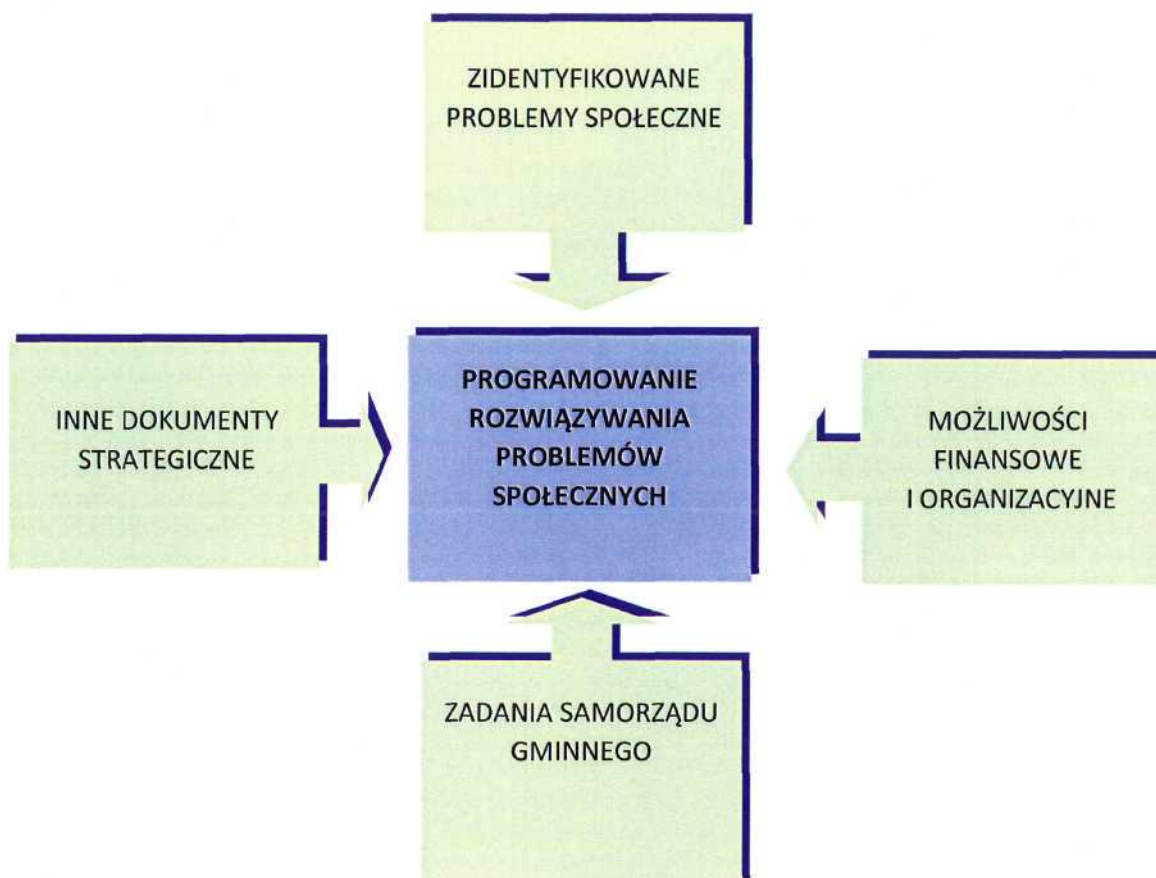 ZIDENTYFIKOWANE
PROBLEMY SPOŁECZNE
INNE DOKUMENTY
STRATEGICZNE
PROGRAMOWANIE
ROZWIĄZYWANIA
PROBLEMÓW
SPOŁECZNYCH
MOŻLIWOŚCI
FINANSOWE
I ORGANIZACYJNE
ZADANIA SAMORZĄDU
GMINNEGO